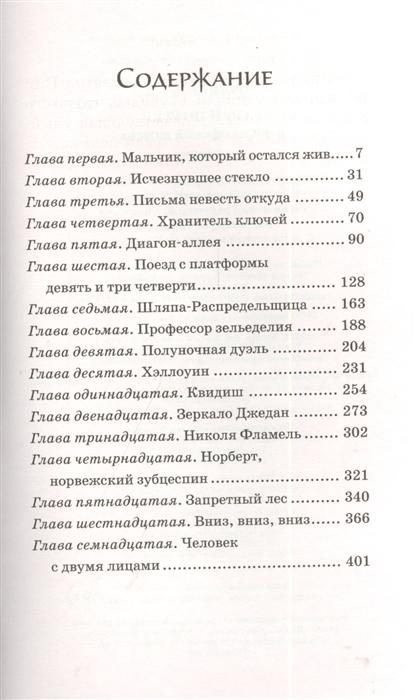 Содержание
Глава первая. Мальчик, который остался жив.....7
Глава вторая. Исчезнувшее стекло ................. 31
Глава третья. Письма невесть откуда ............ 49
Глава четвертая. Хранитель ключей .............. 70
Глава пятая. Диагон-аллея ............................ 90
Глава шестая. Поезд с платформы
девять и три четверти .............................. 128
Глава седьмая. Шляпа-Распредельщица ....... 163
Глава восьмая. Профессор зельеделия ........... 188
Глава девятая. Полуночная дуэль ................. 204
Глава десятая. Хэллоуин .............................. 231
Глава одиннадцатая. Квидиш ...................... 254
Глава двенадцатая. Зеркало Джедан ............. 273
Глава тринадцатая. Николя Фламель .......... 302
Глава четырнадцатая. Норберт,
норвежский зубцеспин ............................. 321
Глава пятнадцатая. Запретный лес .............. 340
Глава шестнадцатая. Вниз, вниз, вниз .......... 366
Глава семнадцатая. Человек
с двумя лицами ....................................... 401